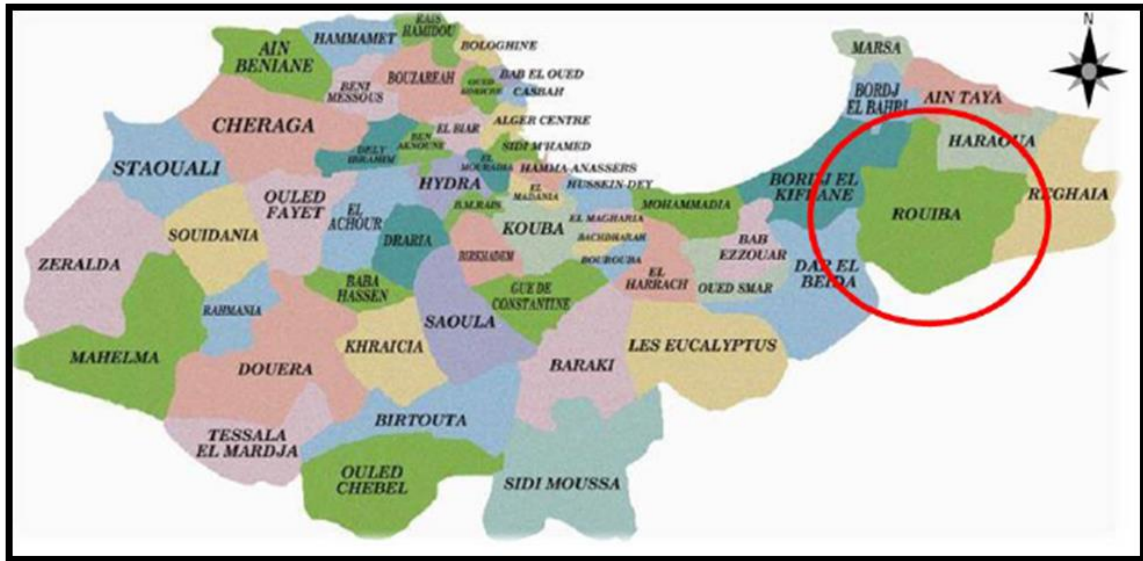 N
RAIS
HAMIDOU
HAMMAMET
AIN
BENIANE
BOLOGHINE
MARSA
BOUZAREAH
BAB EL OUED
CASBAH
BENI
MESSOUS
OUED
BORDJ
EL BAHRI
AIN TAYA
CHERAGA
ALGER CENTRE
EL BIAR
BEN
AKNOUNE
SIDI M'HAMED
HARAOUA
DELY
IBRAHIM
EL
MOURADIA
HAMMA-ANASSERS
STAOUALI
HYDRA
EL
MADANIA
HUSSEIN-DEY
BORDJ EL
KIFFANE
REGHAIA
OULED
FAYET
EL
ACHOUR
B.M.RAIS
MOHAMMADIA
ROUIBA
EL MAGHARIA
KOUBA
SOUIDANIA
DRARIA
BACHDJARAH
BAB
EZZOUAR
ZERALDA
BIRKHADEM
BOUROUBA
DAR EL
BEIDA
EL
HARRACH
OUED SMAR
BABA
HASSEN
GUE DE
CONSTANTINE
RAHMANIA
SAOULA
MAHELMA
KHRAICIA
LES EUCALYPTUS
DOUERA
BARAKI
BIRTOUTA
TESSALA
EL MARDJA
OULED
CHEBEL
SIDI MOUSSA